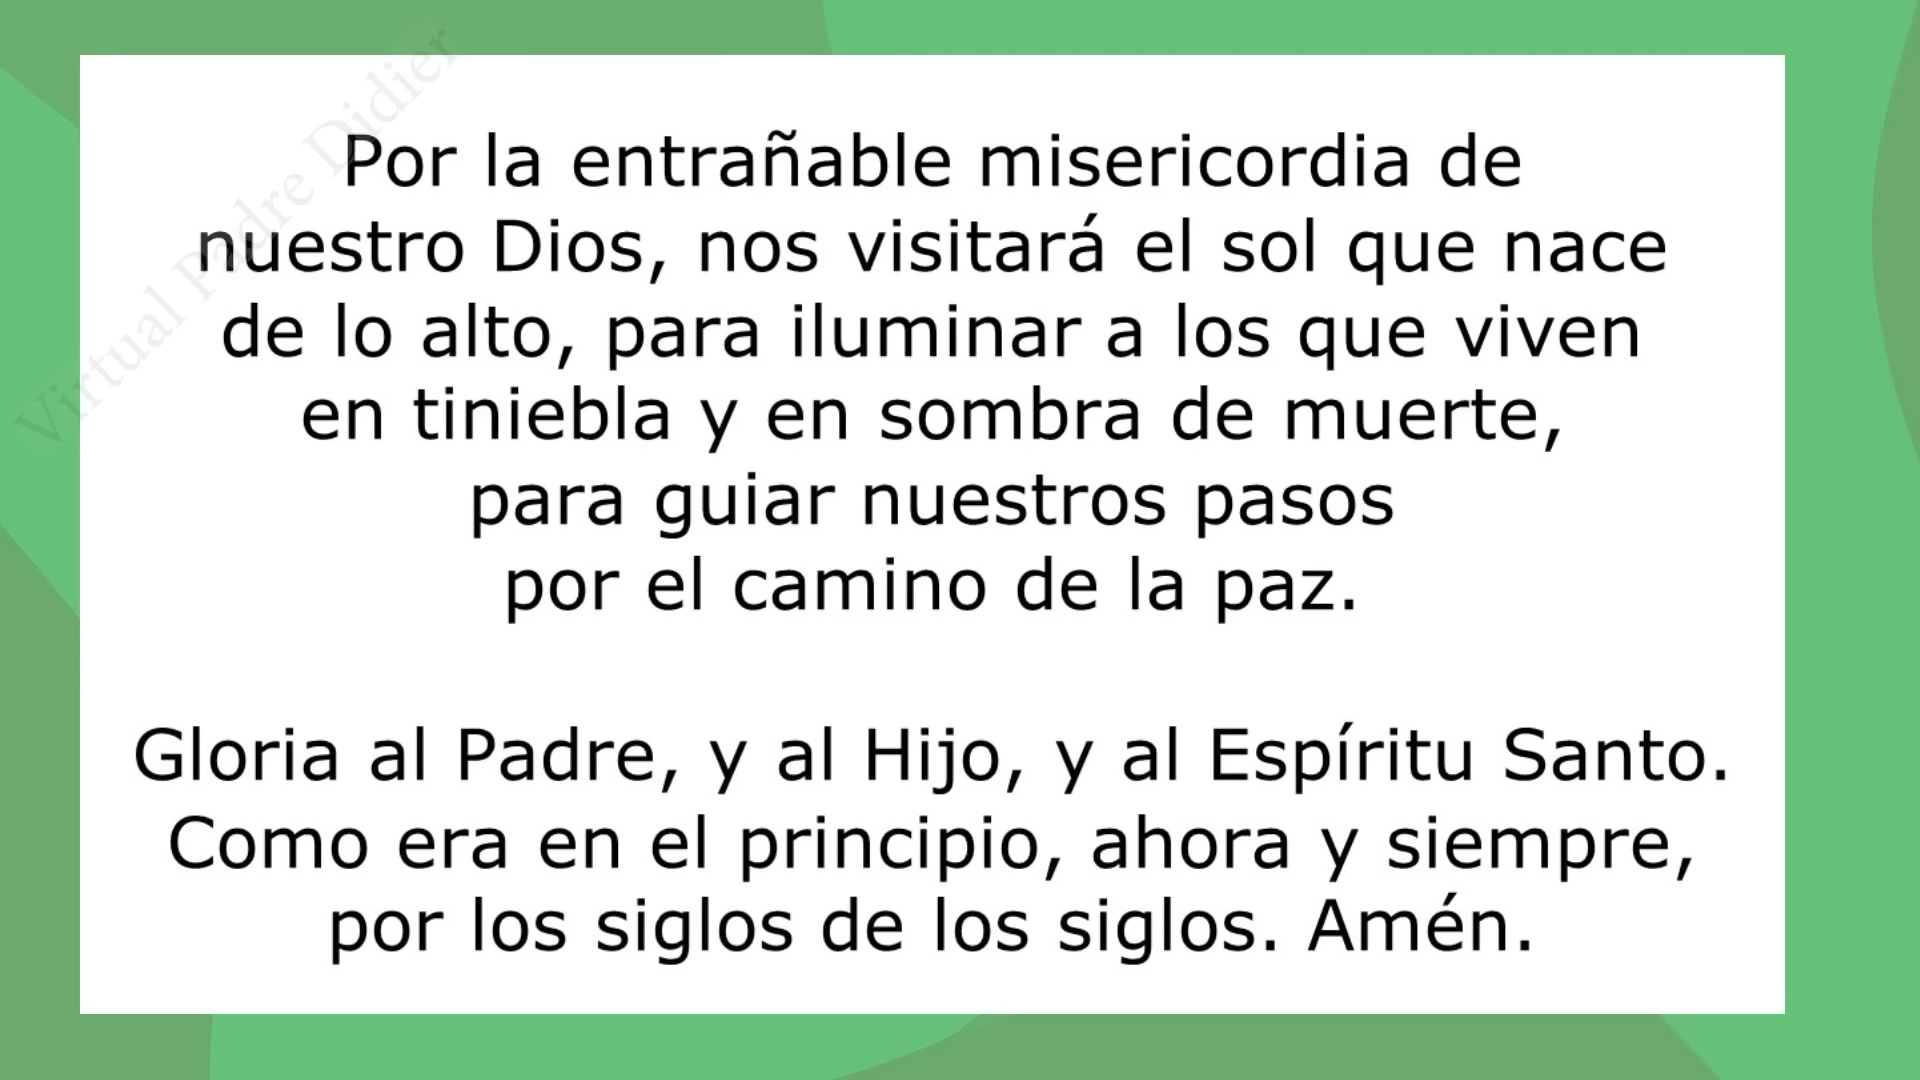 Virtual Padre Didier
Por la entrañable misericordia de
nuestro Dios, nos visitará el sol que nace
de lo alto, para iluminar a los que viven
en tiniebla y en sombra de muerte,
para guiar nuestros pasos
por el camino de la paz.
Gloria al Padre, y al Hijo, y al Espíritu Santo.
Como era en el principio, ahora y siempre,
por los siglos de los siglos. Amén.